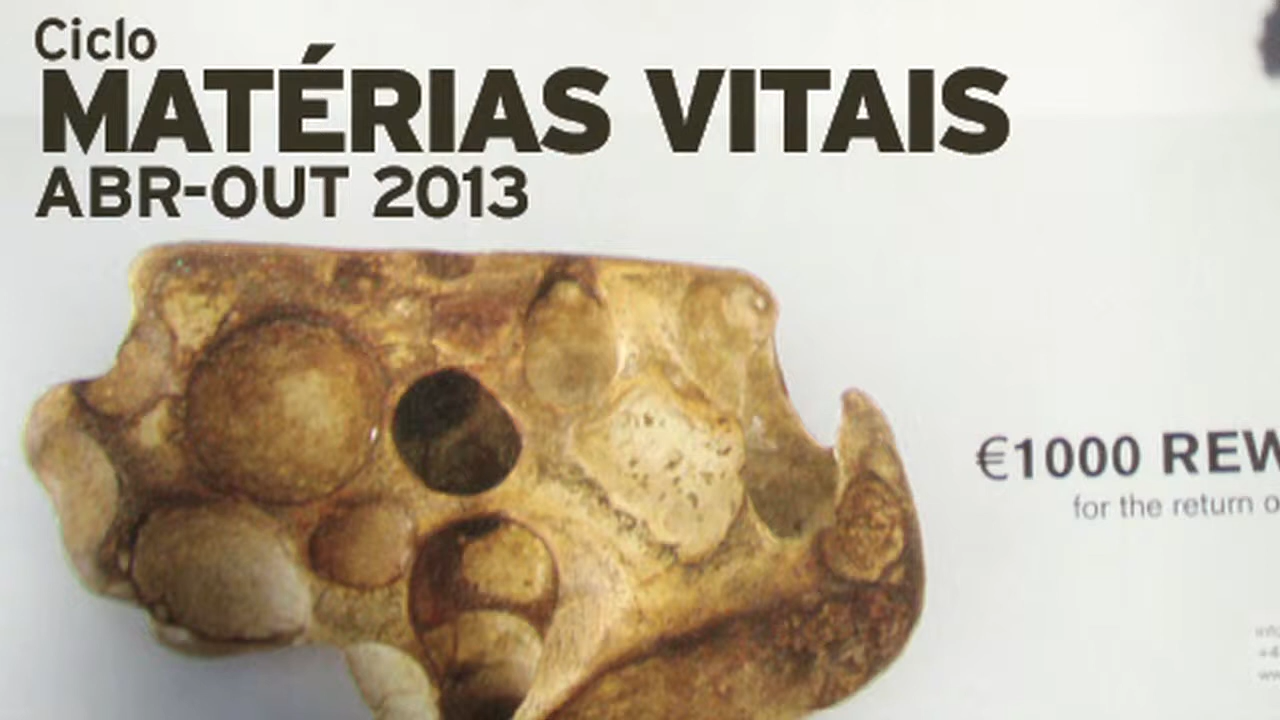 Ciclo
MATÉRIAS VITAIS
ABR-OUT 2013
€1000 REW
for the return o